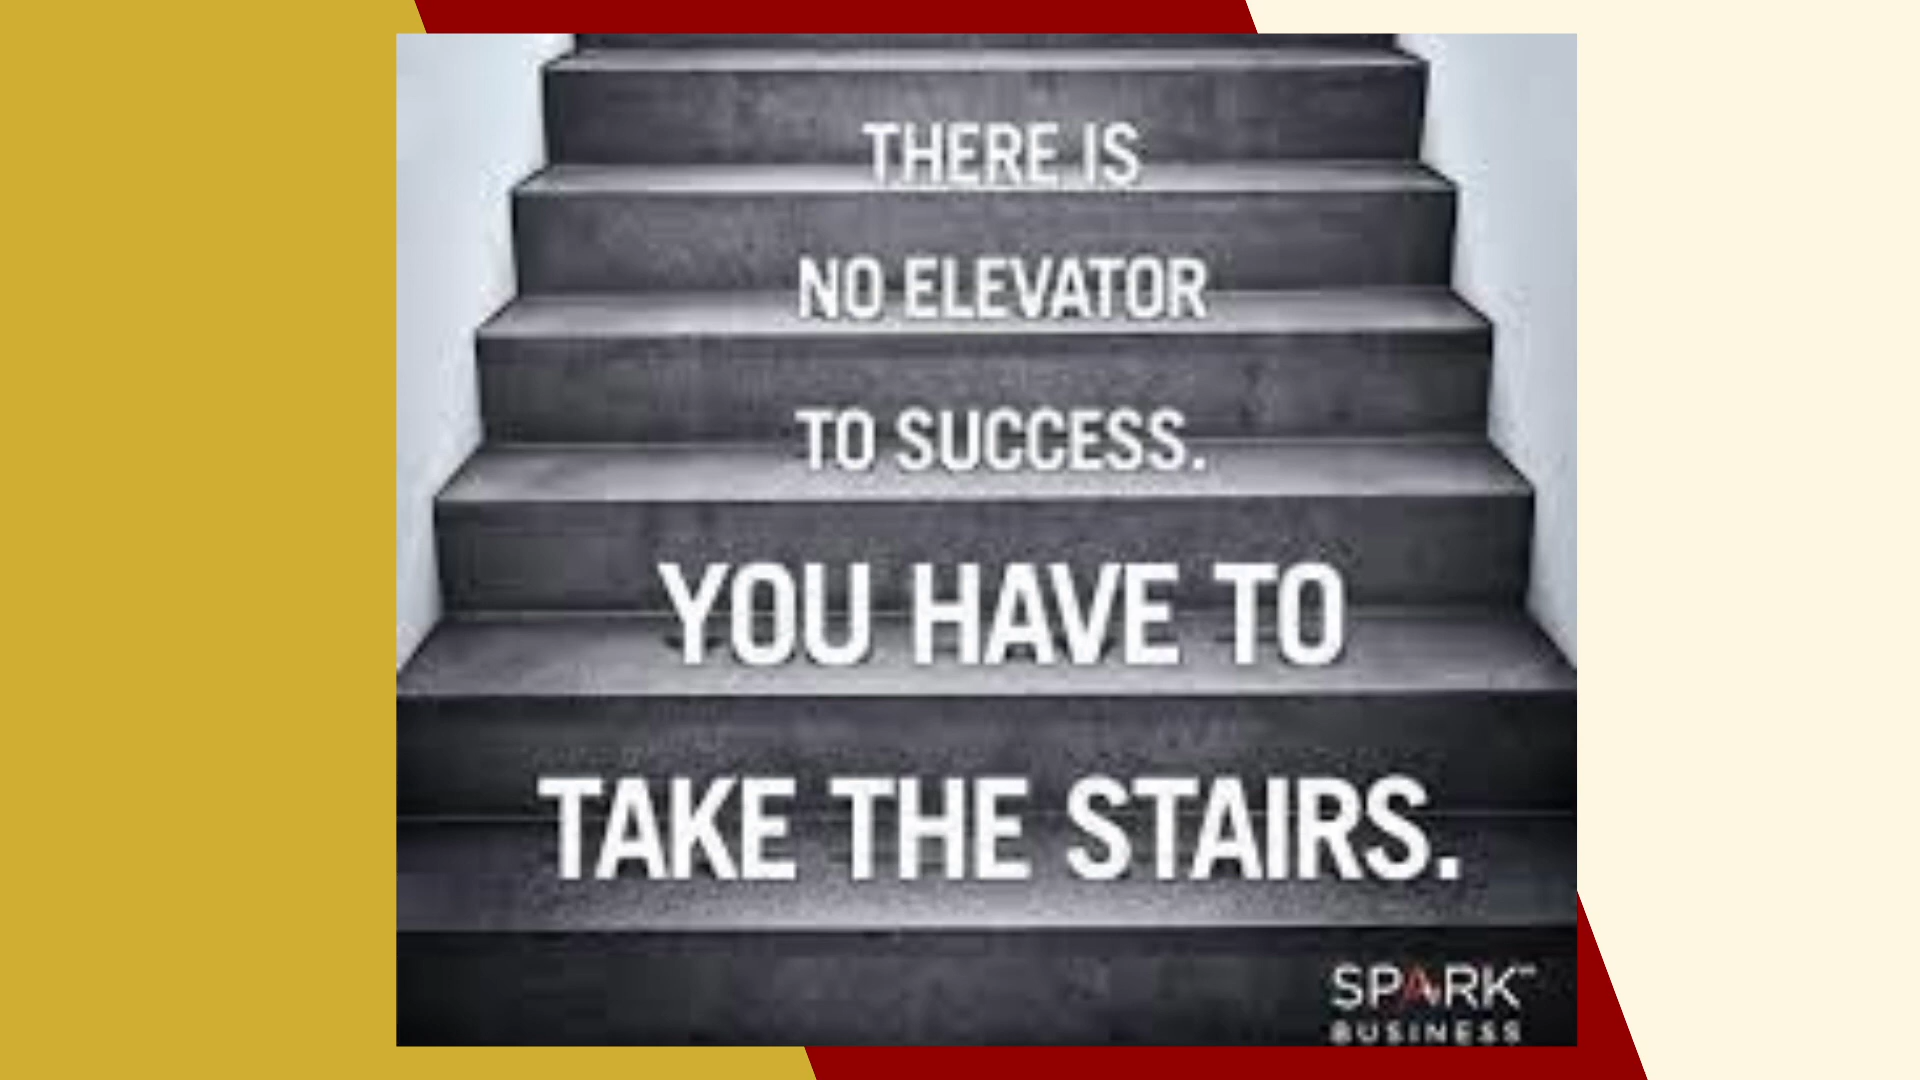 THERE IS
NO ELEVATOR
TO SUCCESS.
YOU HAVE TO
TAKE THE STAIRS.
SPARK
BUSINESS